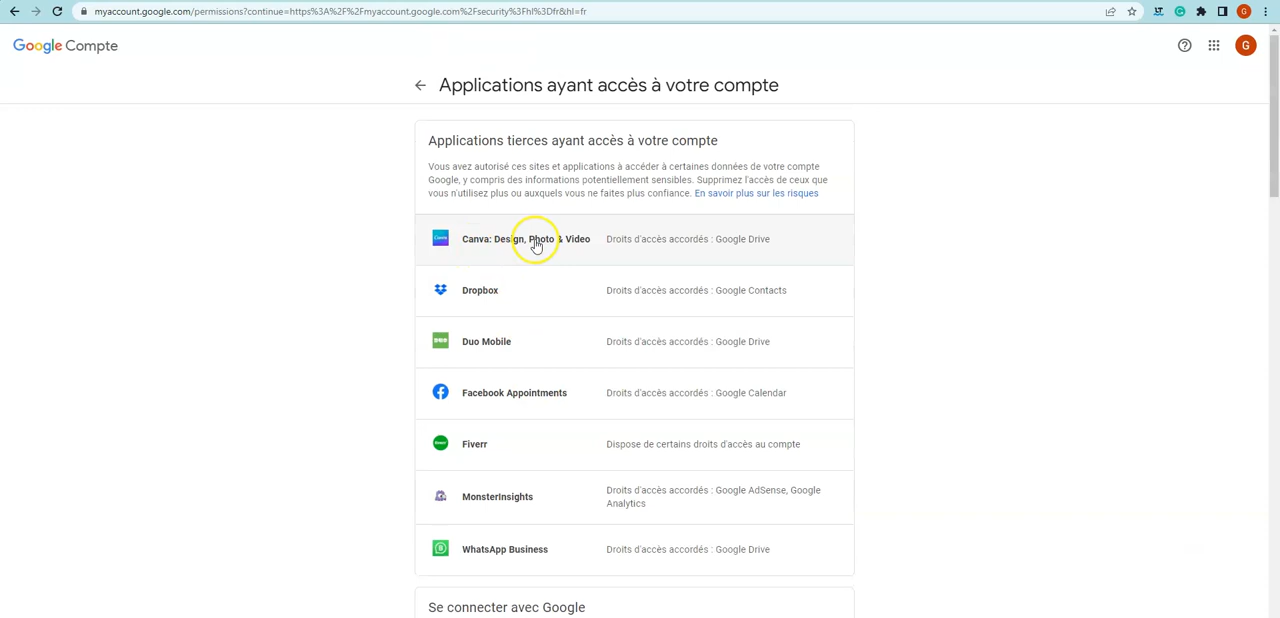 myaccount.google.com/permissions?continue=https%3A%2F%2Fmyaccount.google.com%2Fsecurity%3Fhl%3Dfr&hl=fr
G
Google Compte
G
Applications ayant accès à votre compte
Applications tierces ayant accès à votre compte
Vous avez autorisé ces sites et applications à accéder à certaines données de votre compte
Google, y compris des informations potentiellement sensibles. Supprimez l'accès de ceux que
vous n'utilisez plus ou auxquels vous ne faites plus confiance. En savoir plus sur les risques
Canva
Canva: Design, Photo & Video Droits d'accès accordés : Google Drive
Dropbox Droits d'accès accordés : Google Contacts
Duo Mobile Droits d'accès accordés : Google Drive
Facebook Appointments Droits d'accès accordés : Google Calendar
Fiverr Dispose de certains droits d'accès au compte
MonsterInsights Droits d'accès accordés : Google AdSense, Google
Analytics
WhatsApp Business Droits d'accès accordés : Google Drive
Se connecter avec Google